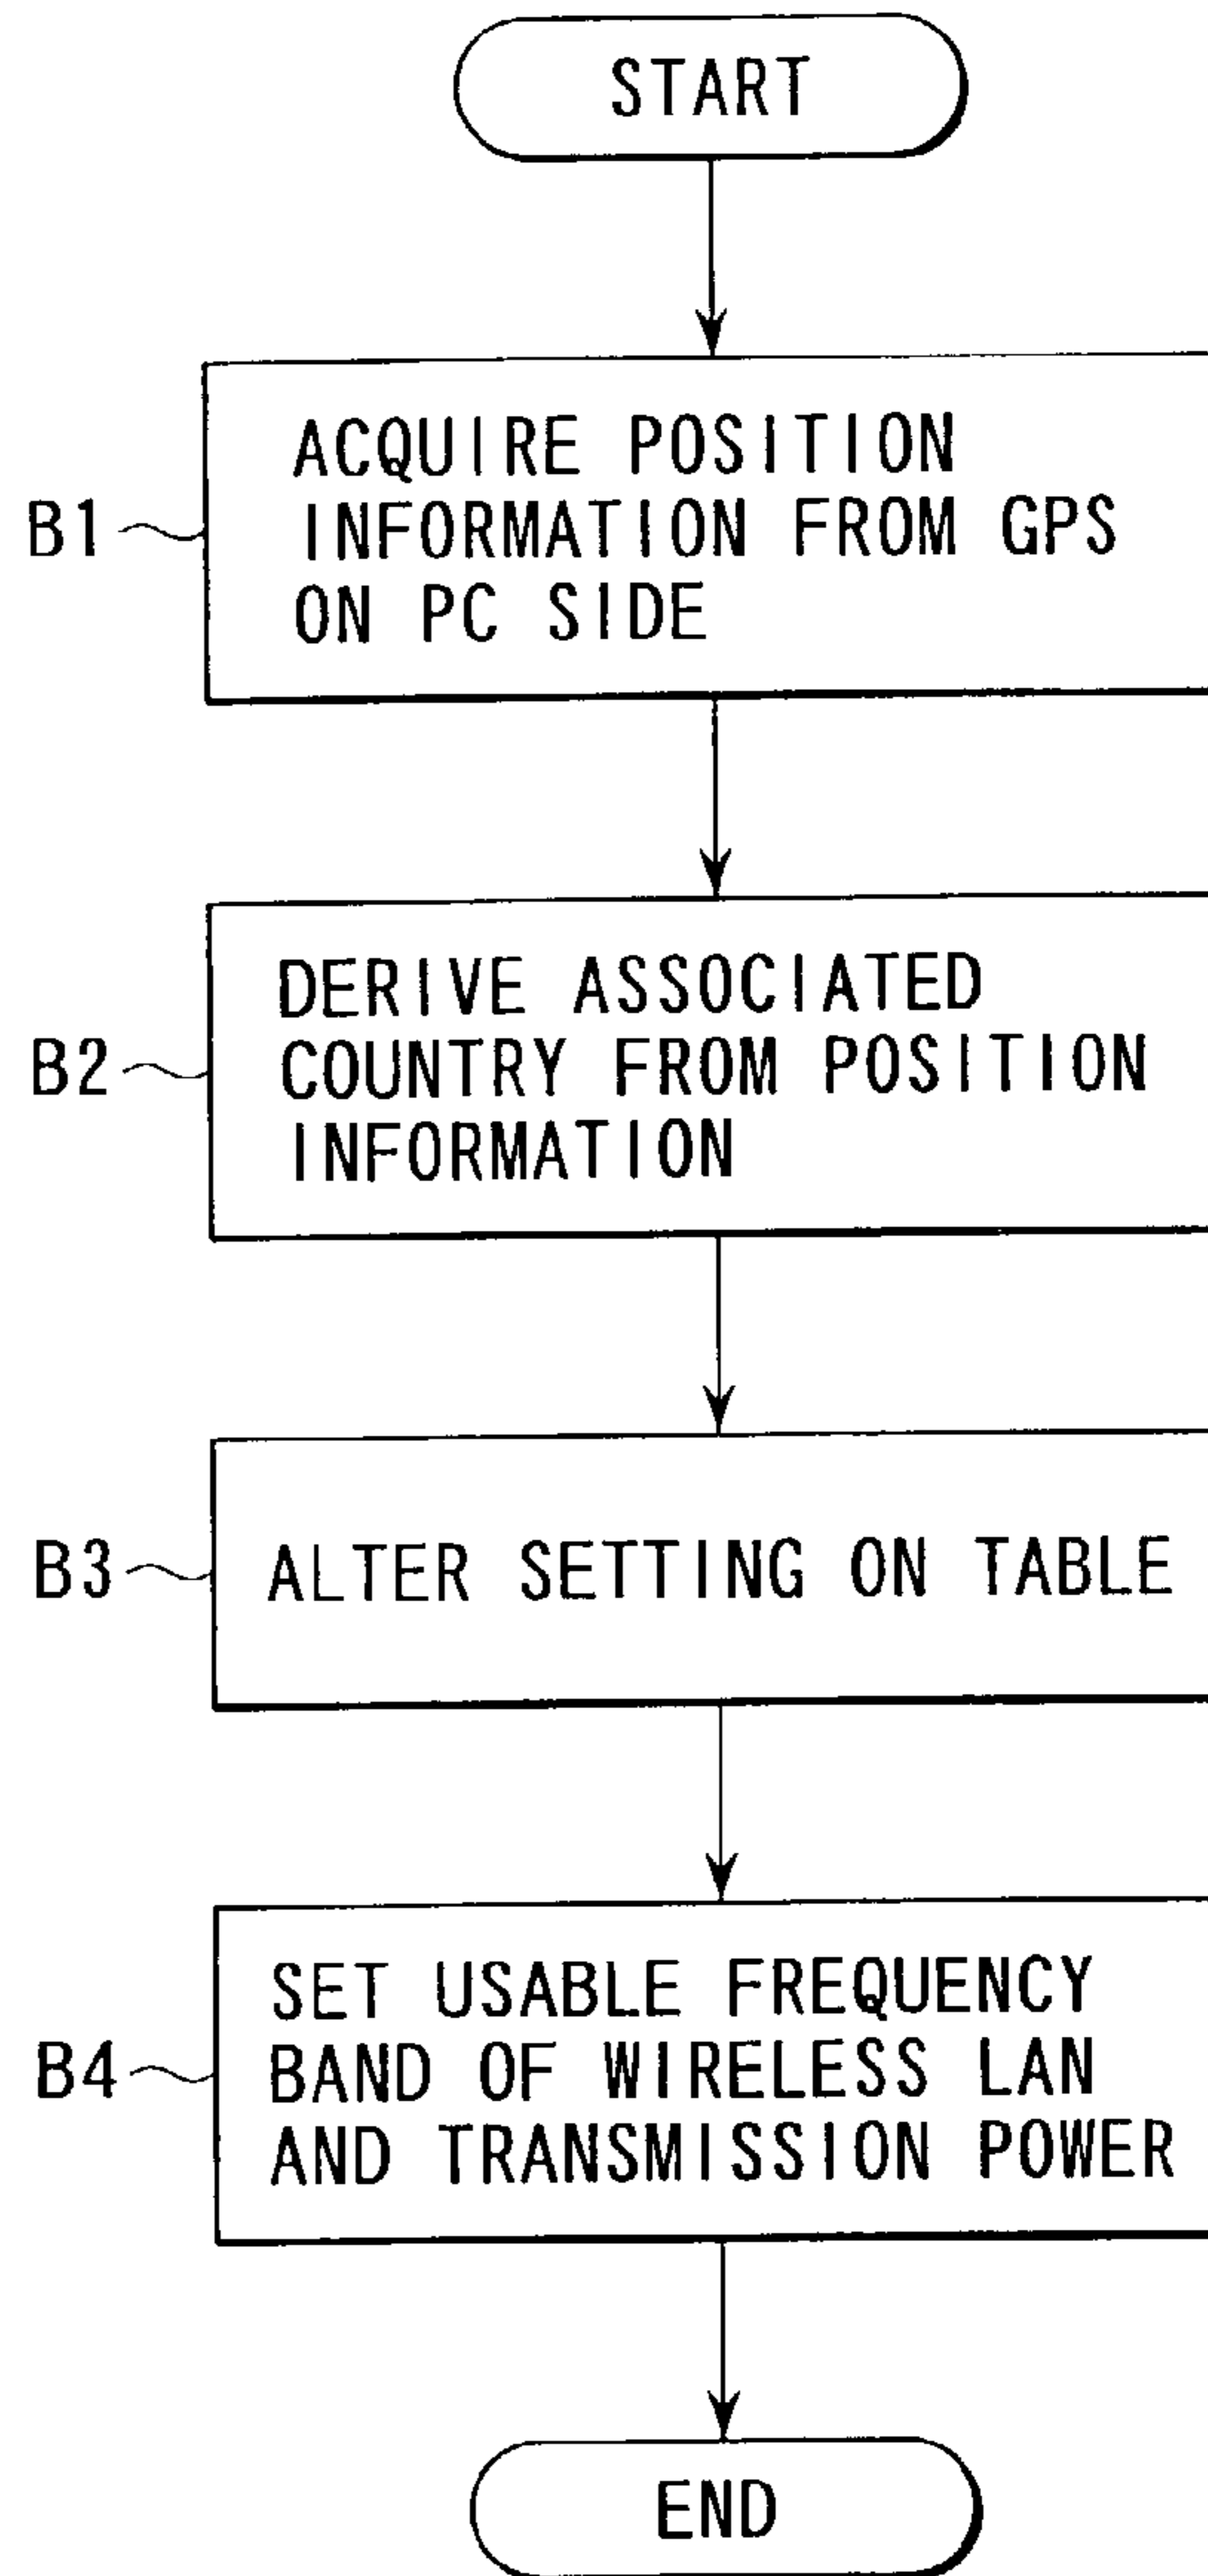 START
ACQUIRE POSITION
INFORMATION FROM GPS
ON PC SIDE
B1
DERIVE ASSOCIATED
COUNTRY FROM POSITION
INFORMATION
B2
ALTER SETTING ON TABLE
B3
SET USABLE FREQUENCY
BAND OF WIRELESS LAN
AND TRANSMISSION POWER
B4
END